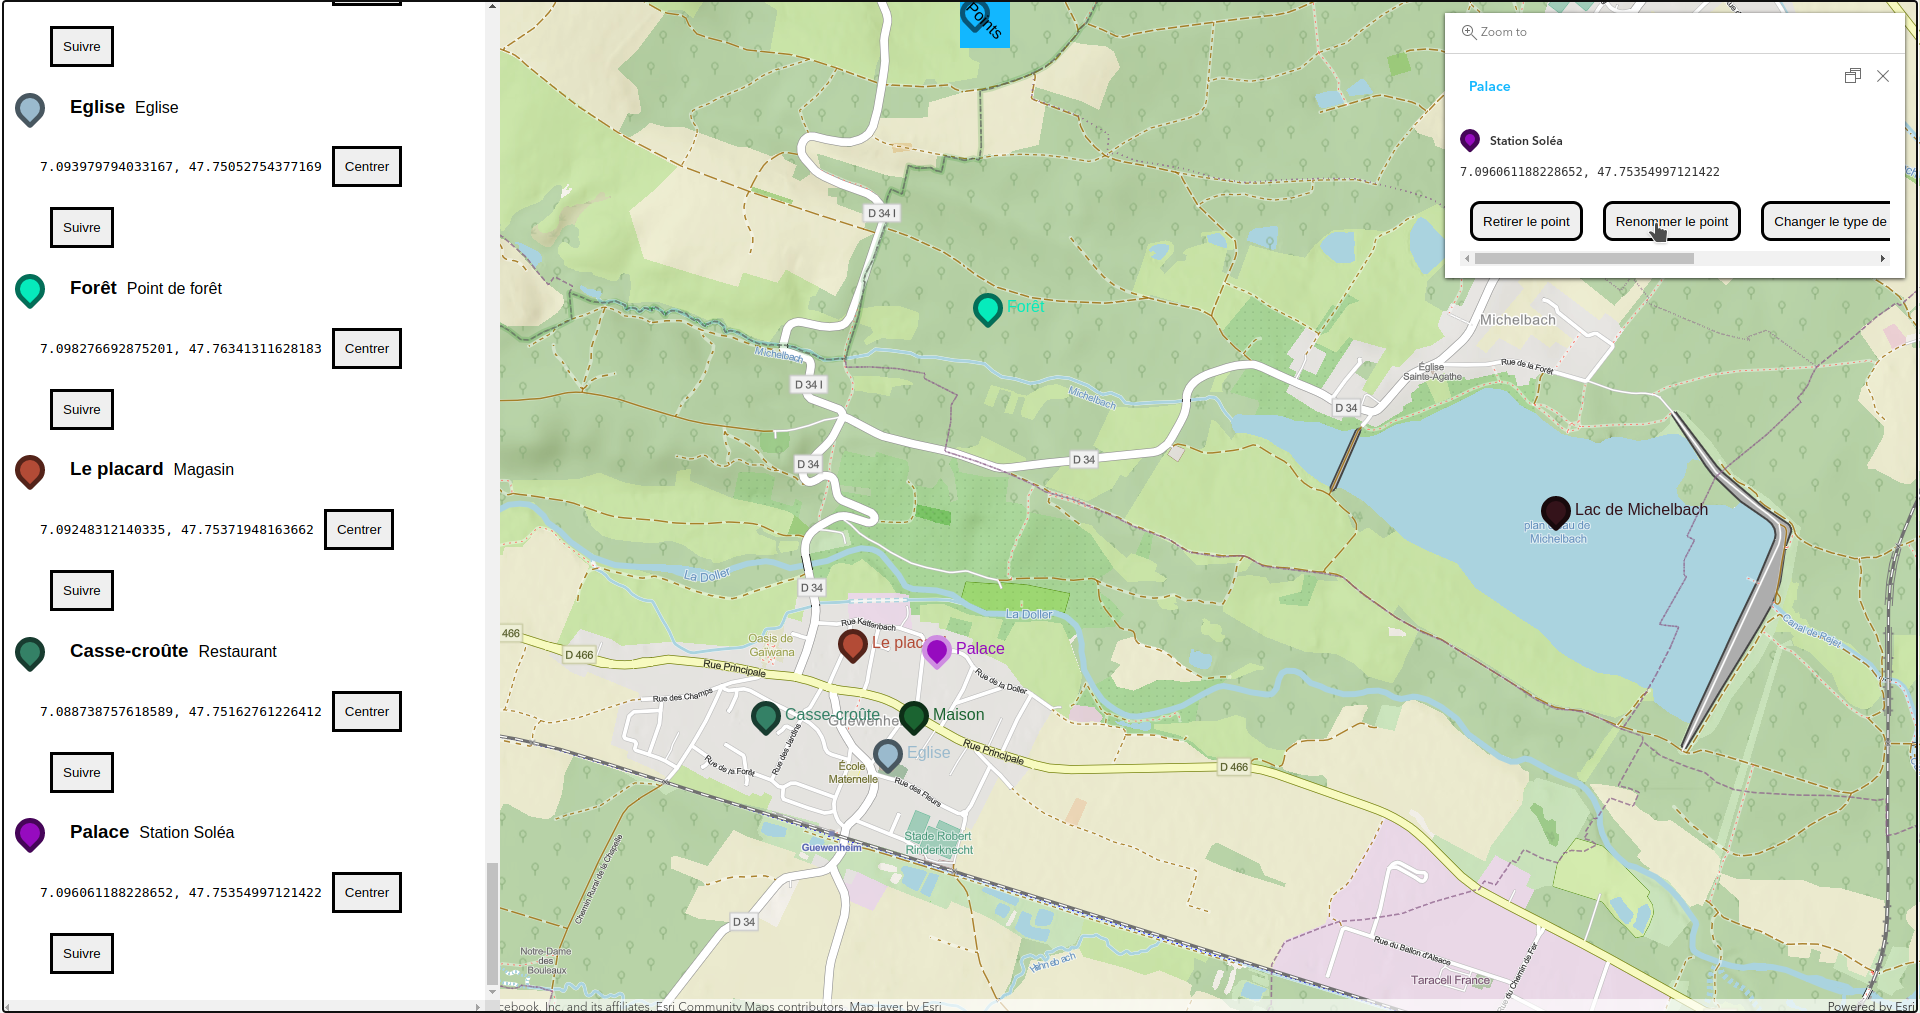 Suivre
Eglise Eglise
7.093979794033167, 47.75052754377169 Centrer
Suivre
Forêt Point de forêt
7.098276692875201, 47.76341311628183 Centrer
Suivre
Le placard Magasin
7.09248312140335, 47.75371948163662 Centrer
Suivre
Casse-croûte Restaurant
7.088738757618589, 47.75162761226412 Centrer
Suivre
Palace Station Soléa
7.096061188228652, 47.75354997121422 Centrer
Suivre
Points
Zoom to
Palace
Station Soléa
7.096061188228652, 47.75354997121422
Retirer le point
Renommer le point
Changer le type de
D 34 I
Forêt
Michelbach
Michelbach
D 34 I
Michelbach
Église
Sainte-Agathe
Rue de la Forêt
D 34
D 34
D 34
Lac de Michelbach
Michelbach
La Doller
D 34
La Doller
Canal de Rejet
466
D 466
Oasis de
Gaïwana
Rue Kattenbach
Le plac
Palace
Rue Principale
Rue de la Doller
Rue des Champs
Casse-croûte
Maison
Eglise
Rue Principale
Rue des Jardins
Rue de la Forêt
École
Maternelle
Rue des Fleurs
D 466
Stade Robert
Rinderknecht
Guewenheim
Chemin Rural de la Chapelle
D 34
Notre-Dame
des
Bouleaux
Rue du Ballon d'Alsace
Rue du Chemin de Fer
Taracell France
cebook, Inc. and its affiliates, Esri Community Maps contributors, Map layer by Esri
Powered by Esri